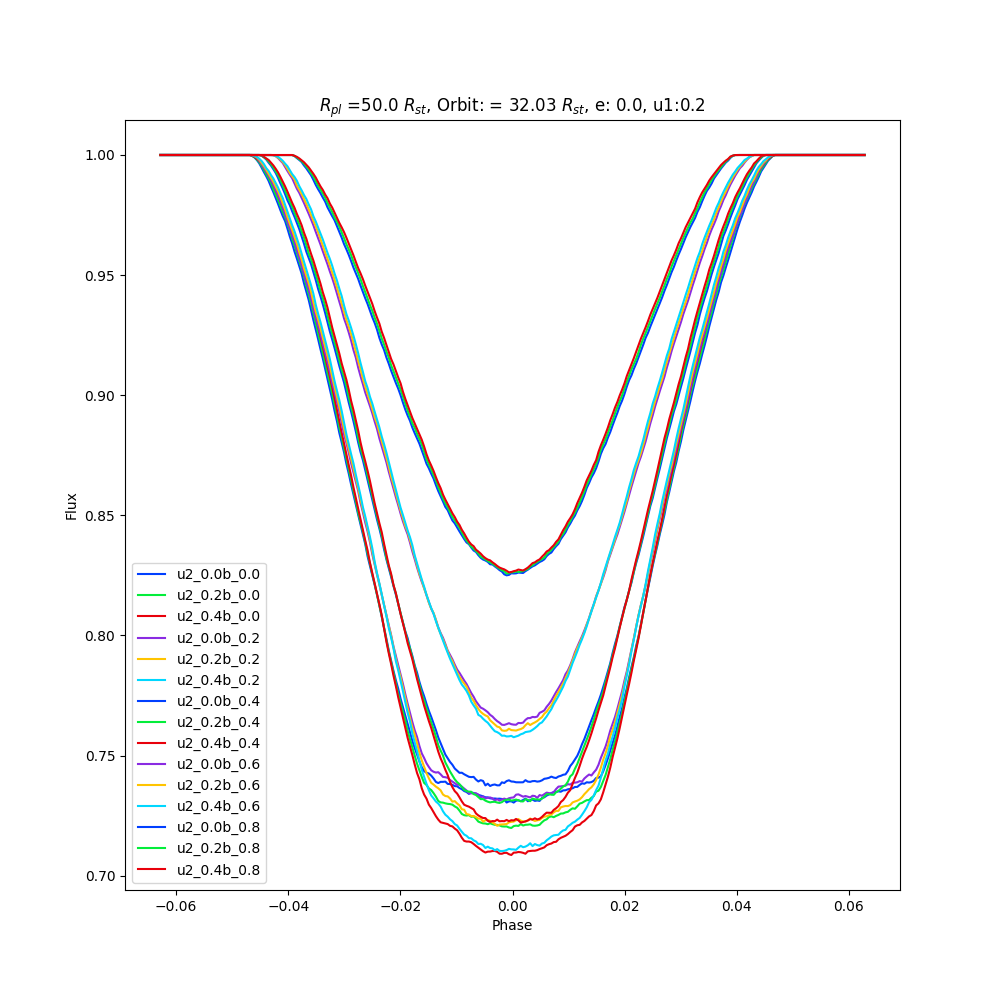 R_pl =50.0 R_st, Orbit: = 32.03 R_st, e: 0.0, u1:0.2
1.00
0.95
0.90
0.85
0.80
0.75
0.70
Flux
u2_0.0b_0.0
u2_0.2b_0.0
u2_0.4b_0.0
u2_0.0b_0.2
u2_0.2b_0.2
u2_0.4b_0.2
u2_0.0b_0.4
u2_0.2b_0.4
u2_0.4b_0.4
u2_0.0b_0.6
u2_0.2b_0.6
u2_0.4b_0.6
u2_0.0b_0.8
u2_0.2b_0.8
u2_0.4b_0.8
−0.06 −0.04 −0.02 0.00 0.02 0.04 0.06
Phase